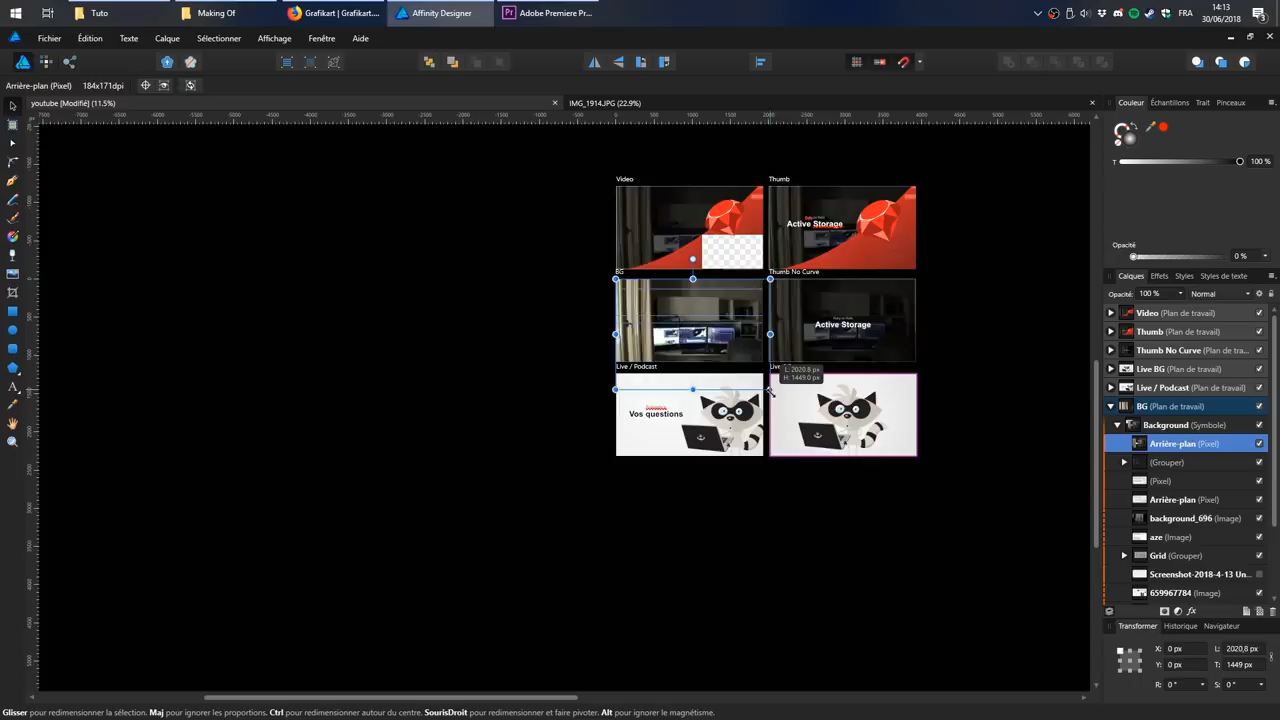 Tuto
Making Of
Grafikart | Grafikart....
Affinity Designer
Adobe Premiere Pr...
FRA
14:13
30/06/2018
3
Fichier
Édition
Texte
Calque
Sélectionner
Affichage
Fenêtre
Aide
Arrière-plan (Pixel)
184x171dpi
youtube [Modifié] (11.5%)
IMG_1914.JPG (22.9%)
Couleur
Échantillons
Trait
Pinceaux
T
100 %
Opacité
0 %
Calques
Effets
Styles
Styles de texte
Opacité:
100 %
Normal
Video (Plan de travail)
Thumb (Plan de travail)
Thumb No Curve (Plan de tra...
Live BG (Plan de travail)
Live / Podcast (Plan de travail)
BG (Plan de travail)
Background (Symbole)
Arrière-plan (Pixel)
(Grouper)
(Pixel)
Arrière-plan (Pixel)
background_696 (Image)
aze (Image)
Grid (Grouper)
Screenshot-2018-4-13 Un...
659967784 (Image)
Transformer
Historique
Navigateur
X: 0 px
L: 2020,8 px
Y: 0 px
T: 1449 px
R: 0 °
S: 0 °
Video
Thumb
Active Storage
BG
Thumb No Curve
Active Storage
Live / Podcast
L: 2020.8 px
H: 1449.0 px
Vos questions
Glisser pour redimensionner la sélection. Maj pour ignorer les proportions. Ctrl pour redimensionner autour du centre. SourisDroit pour redimensionner et faire pivoter. Alt pour ignorer le magnétisme.